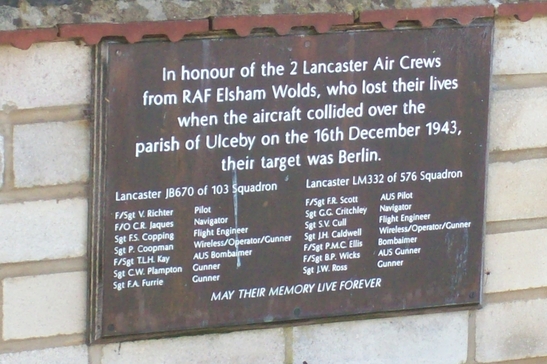 In honour of the 2 Lancaster Air Crews
from RAF Elsham Wolds, who lost their lives
when the aircraft collided over the
parish of Ulceby on the 16th December 1943,
their target was Berlin.
Lancaster JB670 of 103 Squadron
F/Sgt V. Richter Pilot
F/O C.R. Jaques Navigator
Sgt F.S. Copping Flight Engineer
Sgt P. Coopman Wireless/Operator/Gunner
F/Sgt T.L.H. Kay Bombaimer
Sgt C.W. Plampton Gunner
Sgt F.A. Furrie Gunner
Lancaster LM332 of 576 Squadron
F/Sgt F.R. Scott AUS Pilot
Sgt G.G. Critchley Navigator
Sgt S.V. Cull Flight Engineer
Sgt J.H. Caldwell Wireless/Operator/Gunner
F/Sgt P.M.C. Ellis Bombaimer
F/Sgt B.P. Wicks AUS Gunner
Sgt J.W. Ross Gunner
MAY THEIR MEMORY LIVE FOREVER